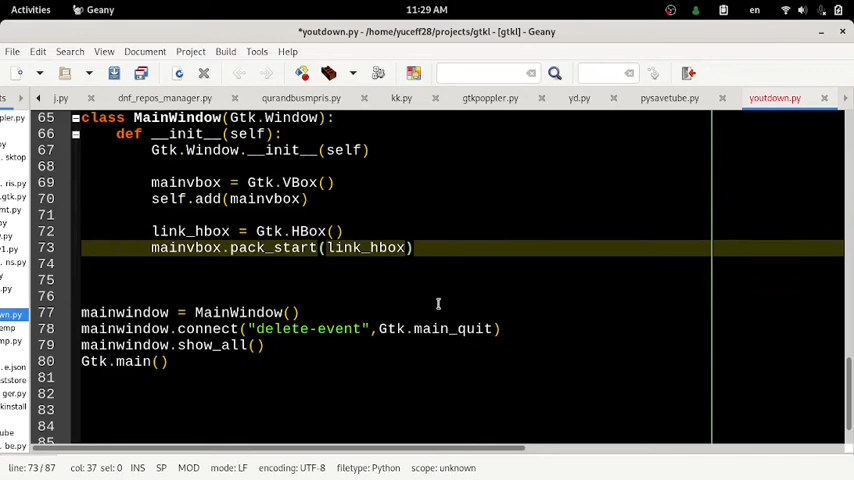 Activities Geany 11:29 AM en
*youtdown.py - /home/yuceff28/projects/gtkl - [gtkl] - Geany
File Edit Search View Document Project Build Tools Help
ts j.py dnf_repos_manager.py qurandbusmpris.py kk.py gtkpoppler.py yd.py pysavetube.py youtdown.py
65 class MainWindow(Gtk.Window):
66 def __init__(self):
67 Gtk.Window.__init__(self)
68
69 mainvbox = Gtk.VBox()
70 self.add(mainvbox)
71
72 link_hbox = Gtk.HBox()
73 mainvbox.pack_start(link_hbox)
74
75
76
77 mainwindow = MainWindow()
78 mainwindow.connect("delete-event",Gtk.main_quit)
79 mainwindow.show_all()
80 Gtk.main()
81
82
83
84
85
line: 73 / 87 col: 37 sel: 0 INS SP MOD mode: LF encoding: UTF-8 filetype: Python scope: unknown